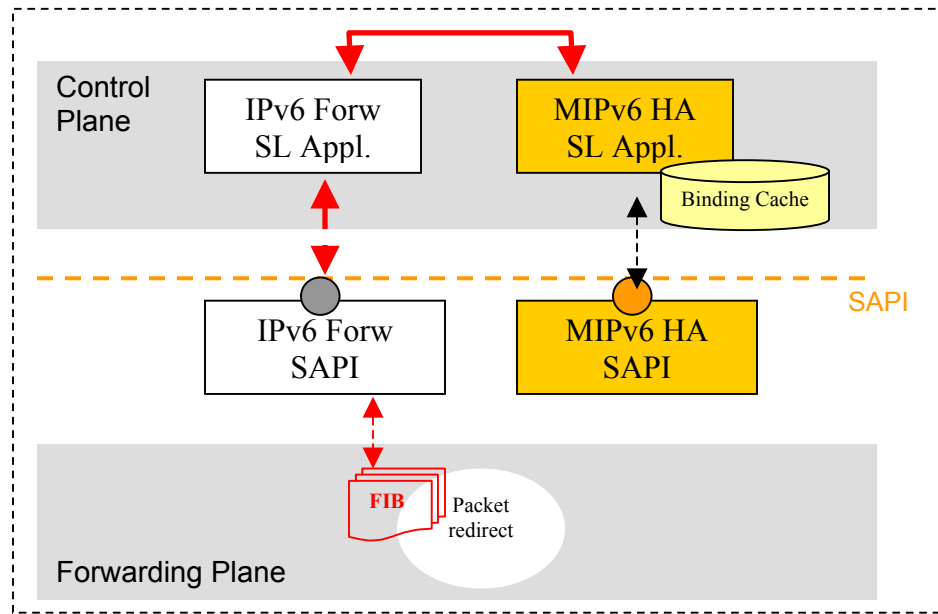 Control
Plane
IPv6 Forw
SL Appl.
MIPv6 HA
SL Appl.
Binding Cache
SAPI
IPv6 Forw
SAPI
MIPv6 HA
SAPI
FIB
Packet
redirect
Forwarding Plane